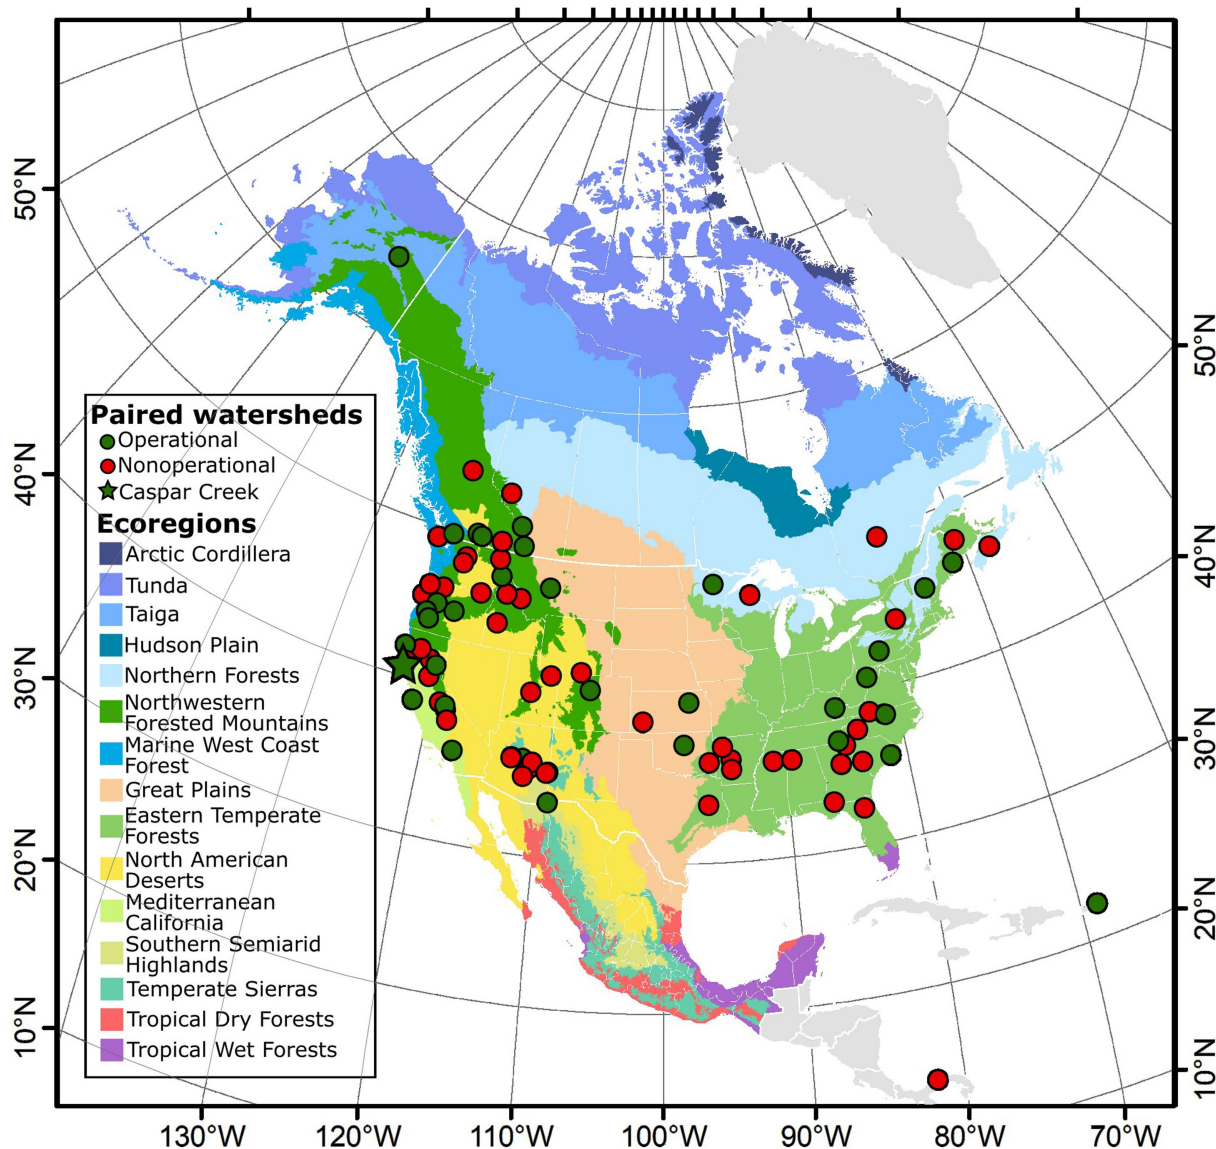 Paired watersheds
Operational
Nonoperational
Caspar Creek
Ecoregions
Arctic Cordillera
Tunda
Taiga
Hudson Plain
Northern Forests
Northwestern
Forested Mountains
Marine West Coast
Forest
Great Plains
Eastern Temperate
Forests
North American
Deserts
Mediterranean
California
Southern Semiarid
Highlands
Temperate Sierras
Tropical Dry Forests
Tropical Wet Forests
50°N
40°N
30°N
20°N
10°N
50°N
40°N
30°N
20°N
10°N
130°W
120°W
110°W
100°W
90°W
80°W
70°W